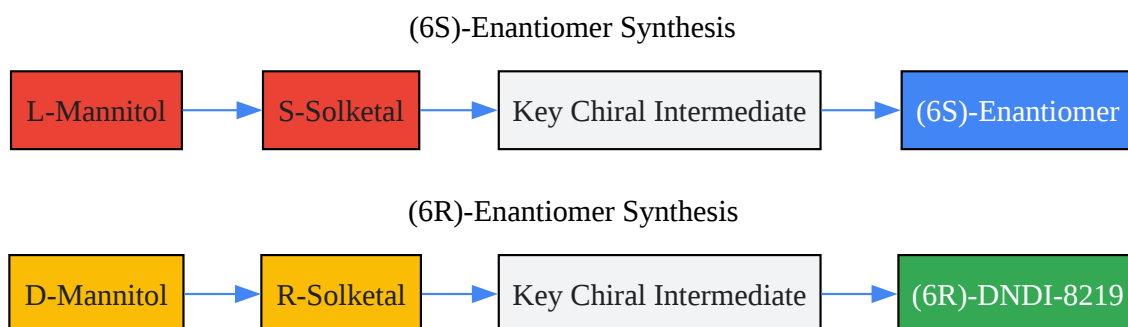 (6S)-Enantiomer Synthesis
L-Mannitol S-Solketal Key Chiral Intermediate (6S)-Enantiomer
(6R)-Enantiomer Synthesis
D-Mannitol R-Solketal Key Chiral Intermediate (6R)-DNDI-8219